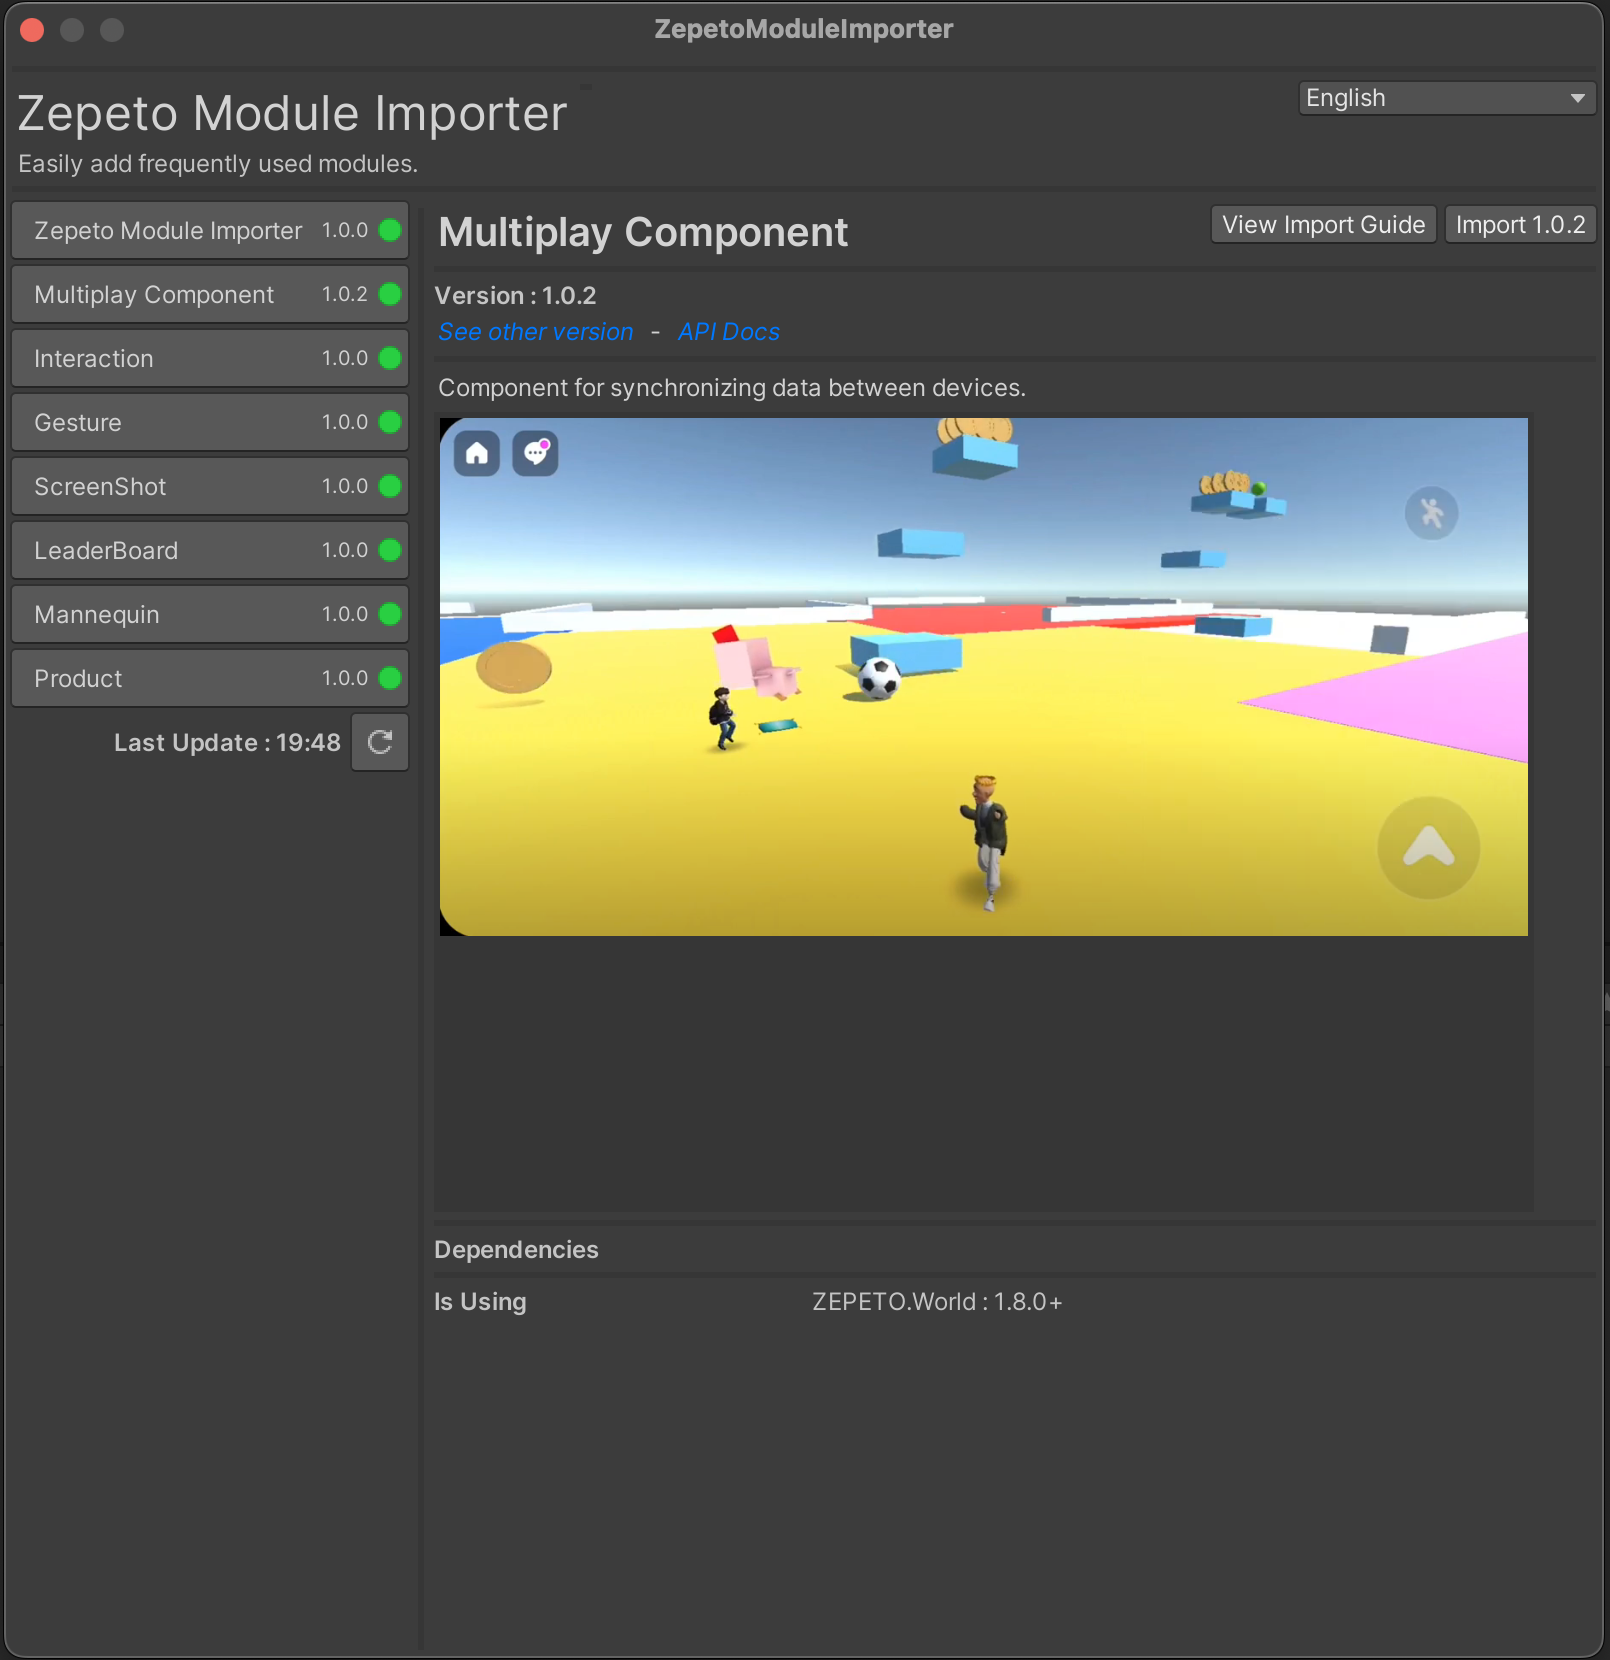 ZepetoModuleImporter
Zepeto Module Importer
English
Easily add frequently used modules.
Zepeto Module Importer 1.0.0
Multiplay Component 1.0.2
Interaction 1.0.0
Gesture 1.0.0
ScreenShot 1.0.0
LeaderBoard 1.0.0
Mannequin 1.0.0
Product 1.0.0
Last Update : 19:48
Multiplay Component
View Import Guide
Import 1.0.2
Version : 1.0.2
See other version - API Docs
Component for synchronizing data between devices.
Dependencies
Is Using ZEPETO.World : 1.8.0+